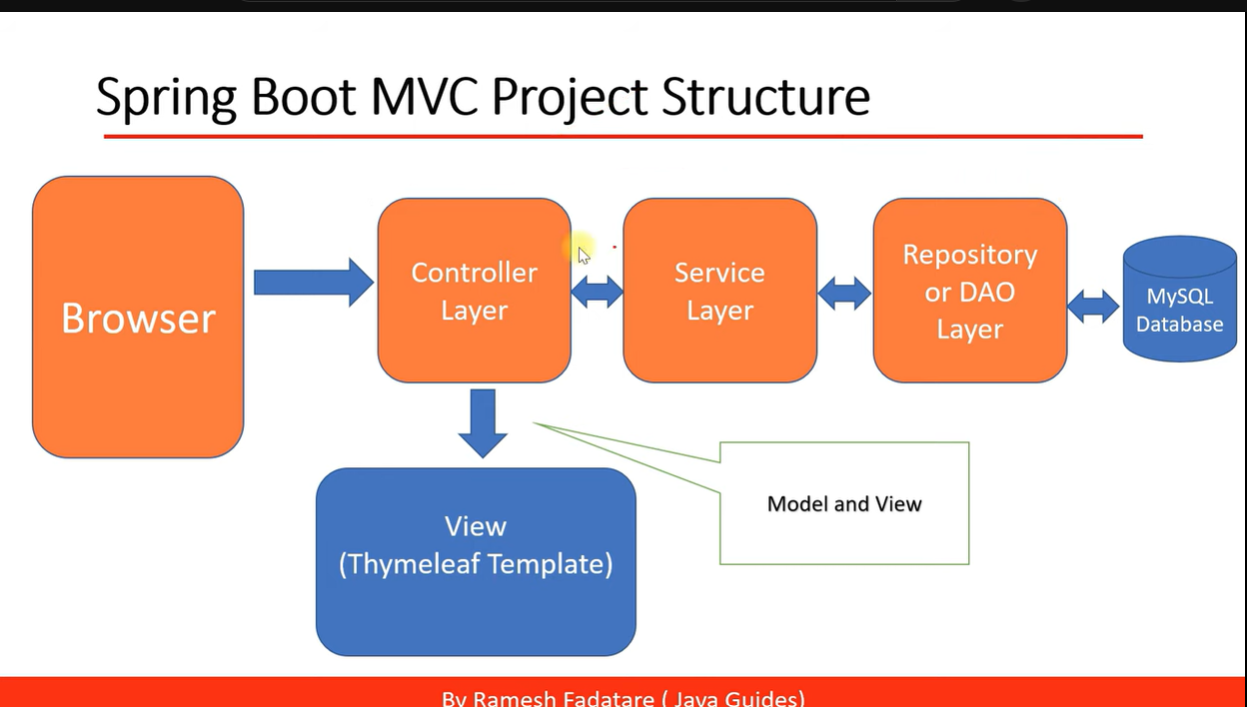 Spring Boot MVC Project Structure
Browser
Controller
Layer
Service
Layer
Repository
or DAO
Layer
MySQL
Database
View
(Thymeleaf Template)
Model and View
By Ramesh Fadatare ( Java Guides)